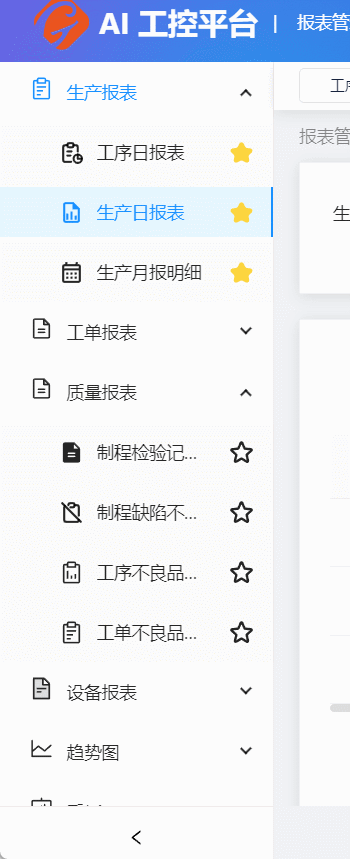 AI 工控平台 | 报表管
生产报表
工序日报表
生产日报表
生产月报明细
工单报表
质量报表
制程检验记...
制程缺陷不...
工序不良品...
工单不良品...
设备报表
趋势图
工
报表管
生